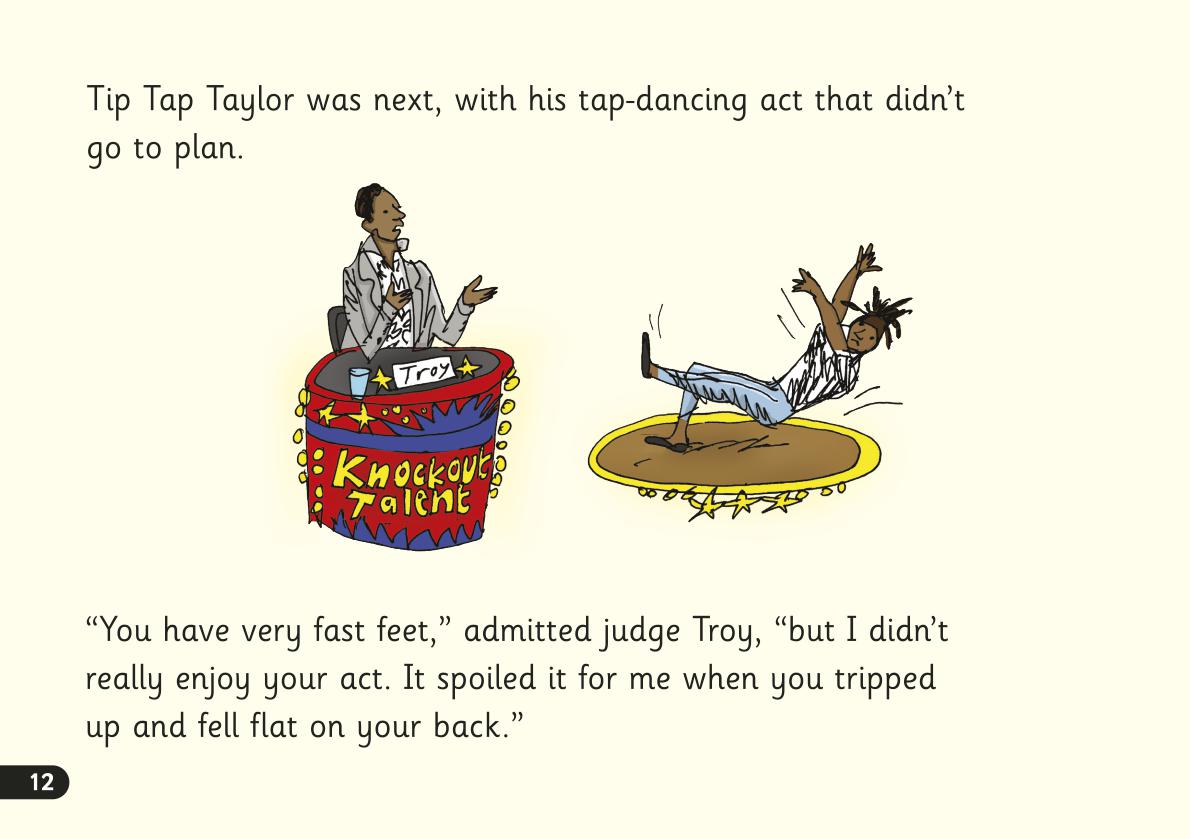 Tip Tap Taylor was next, with his tap-dancing act that didn’t
go to plan.
Troy
Knockout
Talent
“You have very fast feet,” admitted judge Troy, “but I didn’t
really enjoy your act. It spoiled it for me when you tripped
up and fell flat on your back.”
12